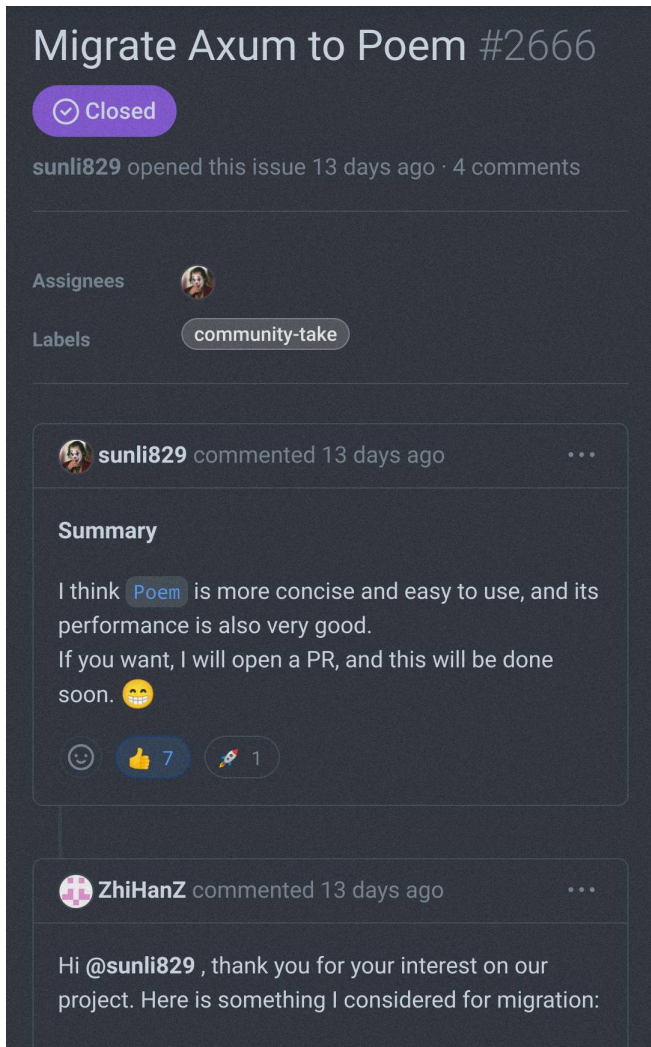 Migrate Axum to Poem #2666
Closed
sunli829 opened this issue 13 days ago · 4 comments
Assignees
Labels
community-take
sunli829 commented 13 days ago
Summary
I think Poem is more concise and easy to use, and its
performance is also very good.
If you want, I will open a PR, and this will be done
soon. 😁
👍 7 🚀 1
ZhiHanZ commented 13 days ago
Hi @sunli829 , thank you for your interest on our
project. Here is something I considered for migration: